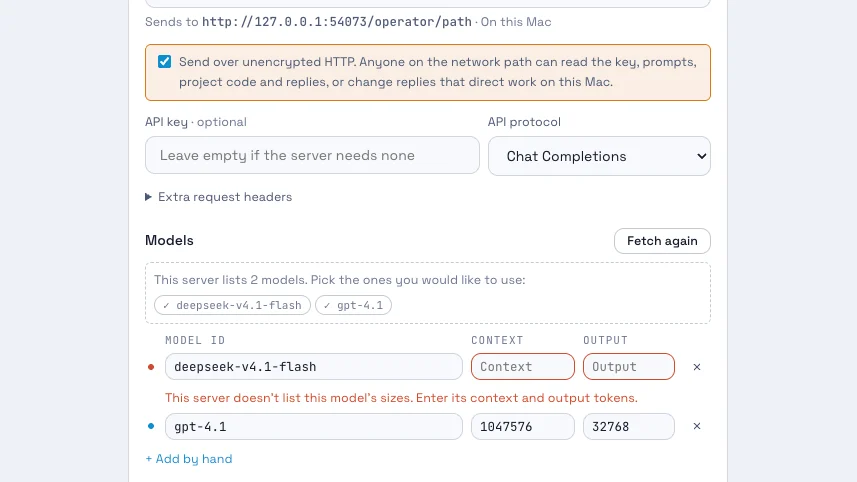 Sends to http://127.0.0.1:54073/operator/path · On this Mac
Send over unencrypted HTTP. Anyone on the network path can read the key, prompts,
project code and replies, or change replies that direct work on this Mac.
API key · optional
API protocol
Leave empty if the server needs none
Chat Completions
Extra request headers
Models
Fetch again
This server lists 2 models. Pick the ones you would like to use:
✓ deepseek-v4.1-flash
✓ gpt-4.1
MODEL ID
CONTEXT
OUTPUT
deepseek-v4.1-flash
Context
Output
×
This server doesn't list this model's sizes. Enter its context and output tokens.
gpt-4.1
1047576
32768
×
+ Add by hand